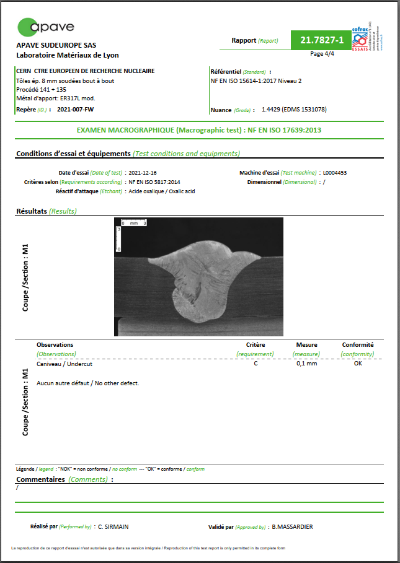 apave
APAVE SUDEUROPE SAS
Laboratoire Matériaux de Lyon
Rapport (Report) 21.7827-1
Page 4/4
cofrac
ESSAIS
CERN CTRE EUROPEEN DE RECHERCHE NUCLEAIRE
Tôles ép. 8 mm soudées bout à bout
Procédé 141 + 135
Métal d'apport: ER317L mod.
Repère (ID.) : 2021-007-FW
Référentiel (Standard) :
NF EN ISO 15614-1:2017 Niveau 2
Nuance (Grade) : 1.4429 (EDMS 1531078)
EXAMEN MACROGRAPHIQUE (Macrographic test) : NF EN ISO 17639:2013
Conditions d'essai et équipements (Test conditions and equipments)
Date d'essai (Date of test) : 2021-12-16
Machine d'essai (Test machine) : L0004453
Critères selon (Requirements according) : NF EN ISO 5817:2014
Dimensionnel (Dimensional) : /
Réactif d'attaque (Etchant) : Acide oxalique / Oxalic acid
Résultats (Results)
Coupe /Section : M1
mm
Observations Critère Mesure Conformité
(Observations) (requirement) (measure) (conformity)
Caniveau / Undercut C 0,1 mm OK
Aucun autre défaut / No other defect
Coupe /Section : M1
Légende / legend : "NOK" = non conforme / no conform --- "OK" = conforme / conform
Commentaires (Comments) :
/
Réalisé par (Performed by) : C. SIRMAIN
Validé par (Approved by) : B.MASSARDIER
La reproduction de ce rapport d'essai n'est autorisée que dans sa version intégrale / Reproduction of this test report is only permitted in its complete form